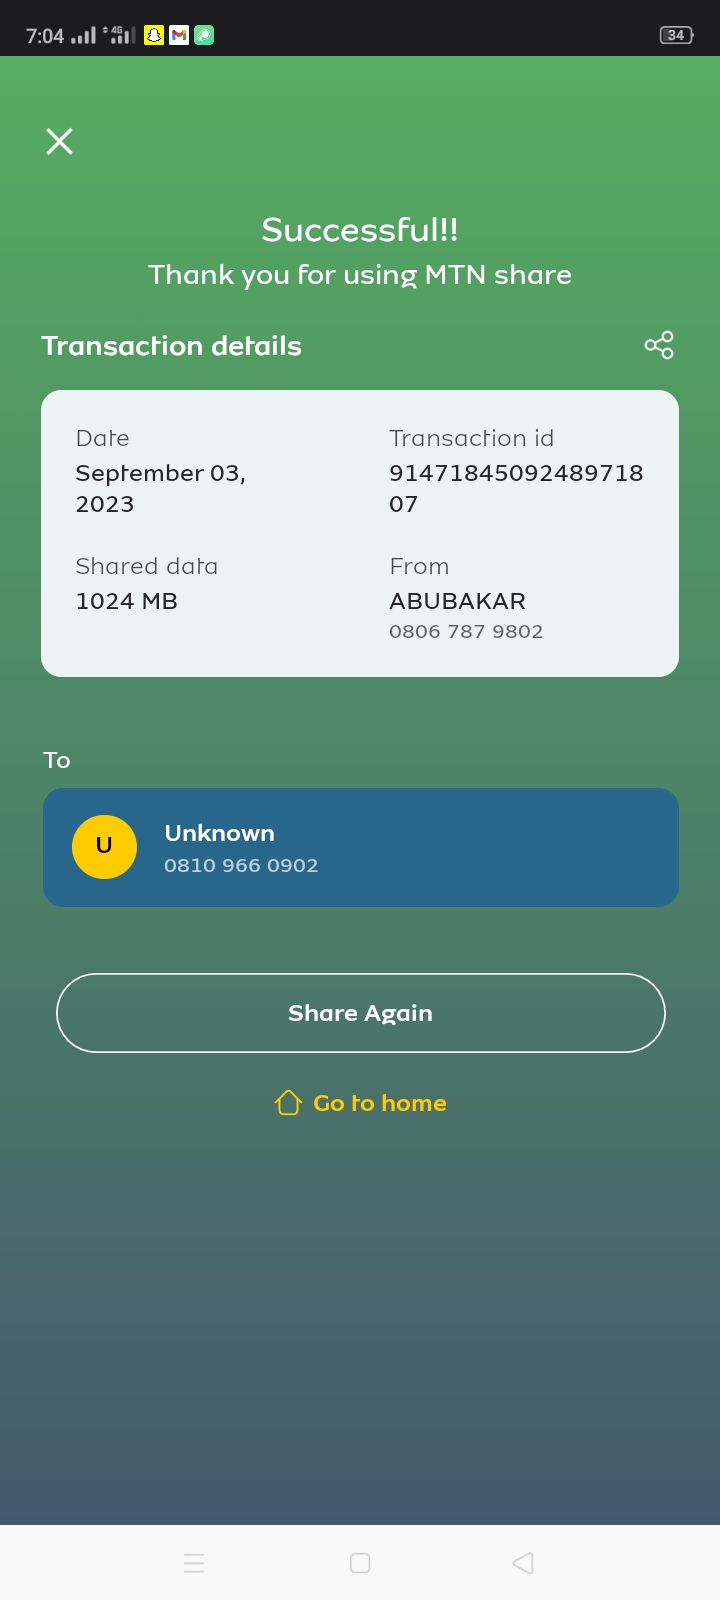 7:04 4G 34
Successful!!
Thank you for using MTN share
Transaction details
Date
September 03,
2023
Transaction id
91471845092489718
07
Shared data
1024 MB
From
ABUBAKAR
0806 787 9802
To
U
Unknown
0810 966 0902
Share Again
Go to home